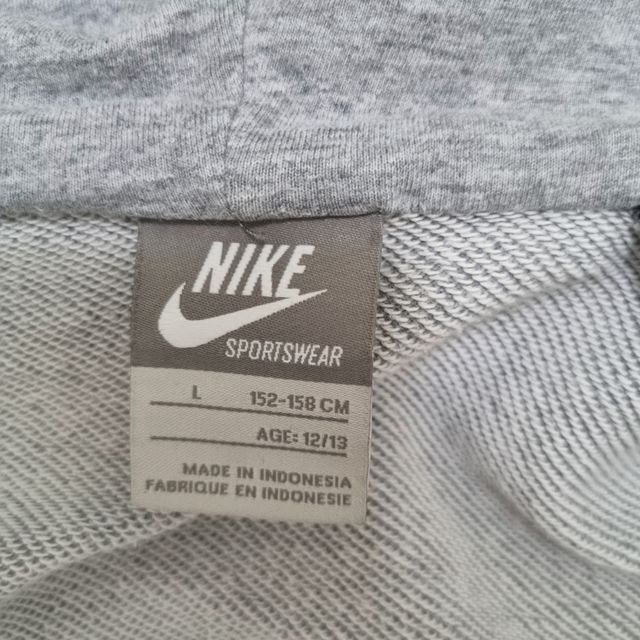 NIKE
SPORTSWEAR
L 152-158 CM
AGE: 12/13
MADE IN INDONESIA
FABRIQUE EN INDONESIE